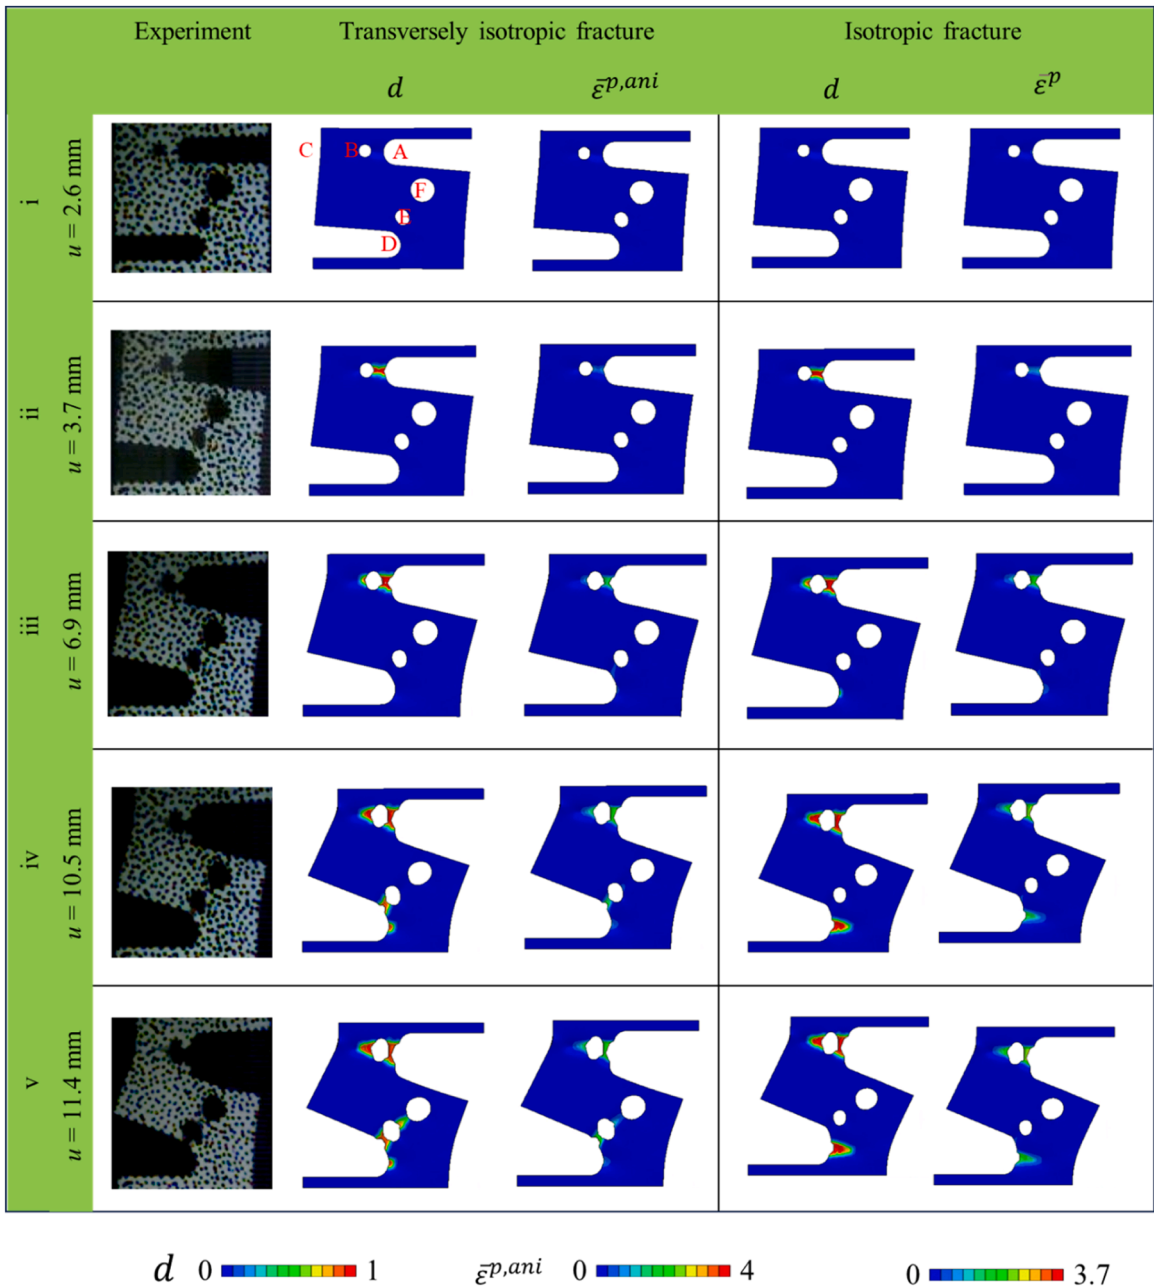 Experiment Transversely isotropic fracture Isotropic fracture
d ε̄^{p,ani} d ε̄^p
i u = 2.6 mm
C B A
F
E
D
ii u = 3.7 mm
iii u = 6.9 mm
iv u = 10.5 mm
v u = 11.4 mm
d 0 1 ε̄^{p,ani} 0 4 0 3.7